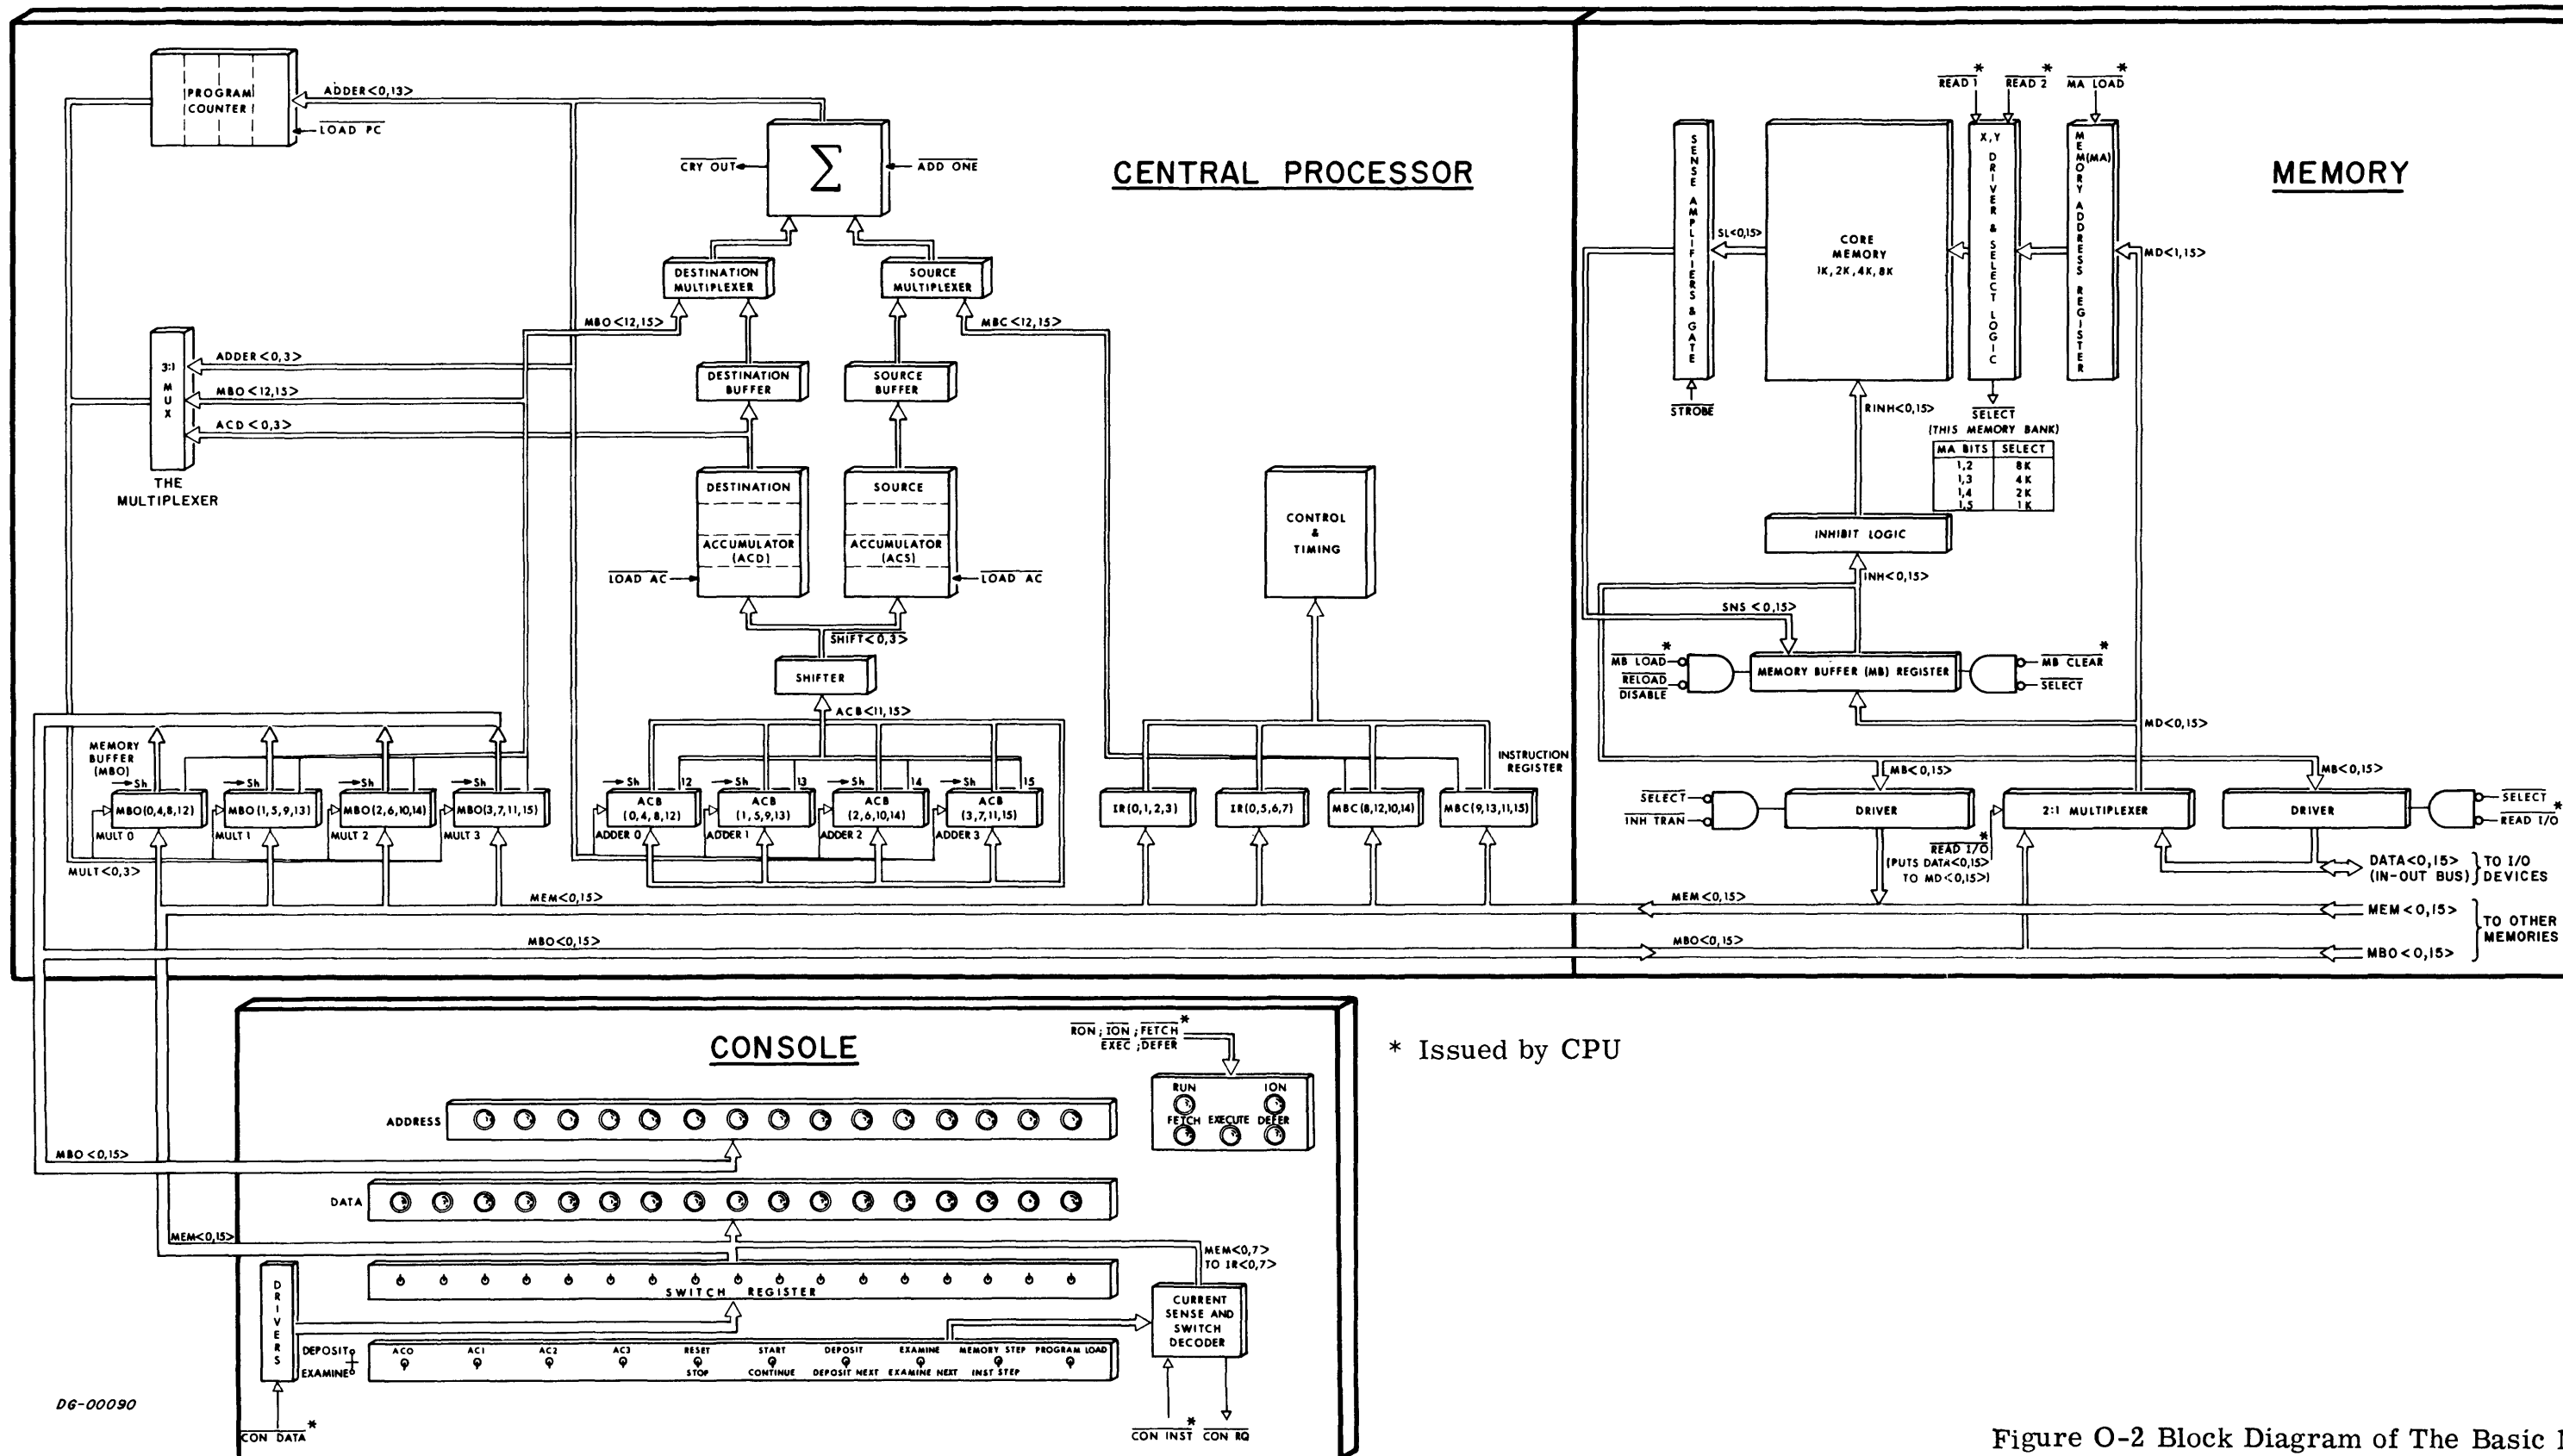 CENTRAL PROCESSOR
PROGRAM
COUNTER
ADDER<0,13>
LOAD PC
CRY OUT
Σ
ADD ONE
DESTINATION
MULTIPLEXER
SOURCE
MULTIPLEXER
MBO<12,15>
MBC<12,15>
3:1
MUX
ADDER<0,3>
MBO<12,15>
ACD<0,3>
THE
MULTIPLEXER
DESTINATION
BUFFER
SOURCE
BUFFER
DESTINATION
ACCUMULATOR
(ACD)
SOURCE
ACCUMULATOR
(ACS)
LOAD AC
LOAD AC
CONTROL
&
TIMING
SHIFT<0,3>
SHIFTER
ACB<11,15>
MEMORY
BUFFER
(MBO)
Sh
Sh
Sh
Sh
MBO(0,4,8,12)
MBO(1,5,9,13)
MBO(2,6,10,14)
MBO(3,7,11,15)
MULT 0
MULT 1
MULT 2
MULT 3
MULT<0,3>
Sh 12
Sh 13
Sh 14
Sh 15
ACB
(0,4,8,12)
ACB
(1,5,9,13)
ACB
(2,6,10,14)
ACB
(3,7,11,15)
ADDER 0
ADDER 1
ADDER 2
ADDER 3
INSTRUCTION
REGISTER
IR(0,1,2,3)
IR(0,5,6,7)
MBC(8,12,10,14)
MBC(9,13,11,15)
MEM<0,15>
MBO<0,15>
MEMORY
READ 1 *
READ 2 *
MA LOAD *
SENSE AMPLIFIERS & GATE
SL<0,15>
CORE
MEMORY
1K, 2K, 4K, 8K
X,Y DRIVER & SELECT LOGIC
MEMORY ADDRESS REGISTER
(MA)
MD<1,15>
STROBE
RINH<0,15>
SELECT
(THIS MEMORY BANK)
MA BITS SELECT
1,2 8K
1,3 4K
1,4 2K
1,5 1K
INHIBIT LOGIC
INH<0,15>
SNS <0,15>
MB LOAD *
RELOAD
DISABLE
MEMORY BUFFER (MB) REGISTER
MB CLEAR *
SELECT
MD<0,15>
MB<0,15>
MB<0,15>
SELECT
INH TRAN
DRIVER
2:1 MULTIPLEXER
DRIVER
SELECT
READ I/O *
READ I/O *
(PUTS DATA<0,15>
TO MD<0,15>)
DATA<0,15>
(IN-OUT BUS)
TO I/O
DEVICES
MEM<0,15>
MEM<0,15>
MBO<0,15>
MBO<0,15>
TO OTHER
MEMORIES
CONSOLE
RON ; ION ; FETCH *
EXEC ; DEFER
* Issued by CPU
RUN ION
FETCH EXECUTE DEFER
ADDRESS
MBO <0,15>
DATA
MEM<0,15>
MEM<0,7>
TO IR<0,7>
SWITCH REGISTER
DRIVERS
CURRENT
SENSE AND
SWITCH
DECODER
DEPOSIT
EXAMINE
AC0 AC1 AC2 AC3 RESET START DEPOSIT EXAMINE MEMORY STEP PROGRAM LOAD
STOP CONTINUE DEPOSIT NEXT EXAMINE NEXT INST STEP
DG-00090
CON DATA *
CON INST *
CON RQ
Figure O-2 Block Diagram of The Basic